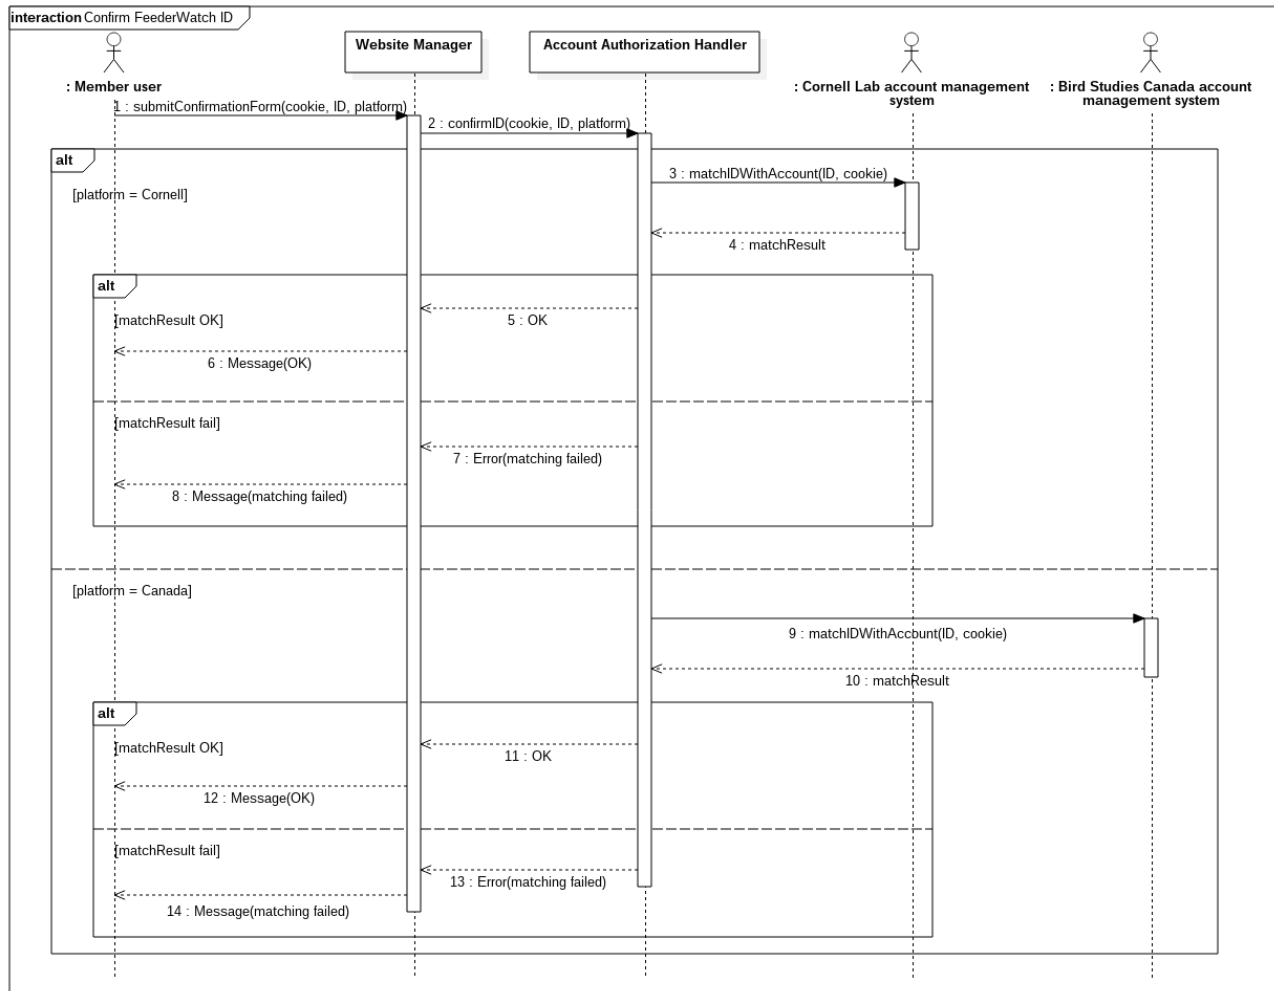 interaction Confirm FeederWatch ID
Website Manager
Account Authorization Handler
: Member user
: Cornell Lab account management
system
: Bird Studies Canada account
management system
1 : submitConfirmationForm(cookie, ID, platform)
2 : confirmID(cookie, ID, platform)
alt
[platform = Cornell]
3 : matchIDWithAccount(ID, cookie)
4 : matchResult
alt
[matchResult OK]
5 : OK
6 : Message(OK)
[matchResult fail]
7 : Error(matching failed)
8 : Message(matching failed)
[platform = Canada]
9 : matchIDWithAccount(ID, cookie)
10 : matchResult
alt
[matchResult OK]
11 : OK
12 : Message(OK)
[matchResult fail]
13 : Error(matching failed)
14 : Message(matching failed)